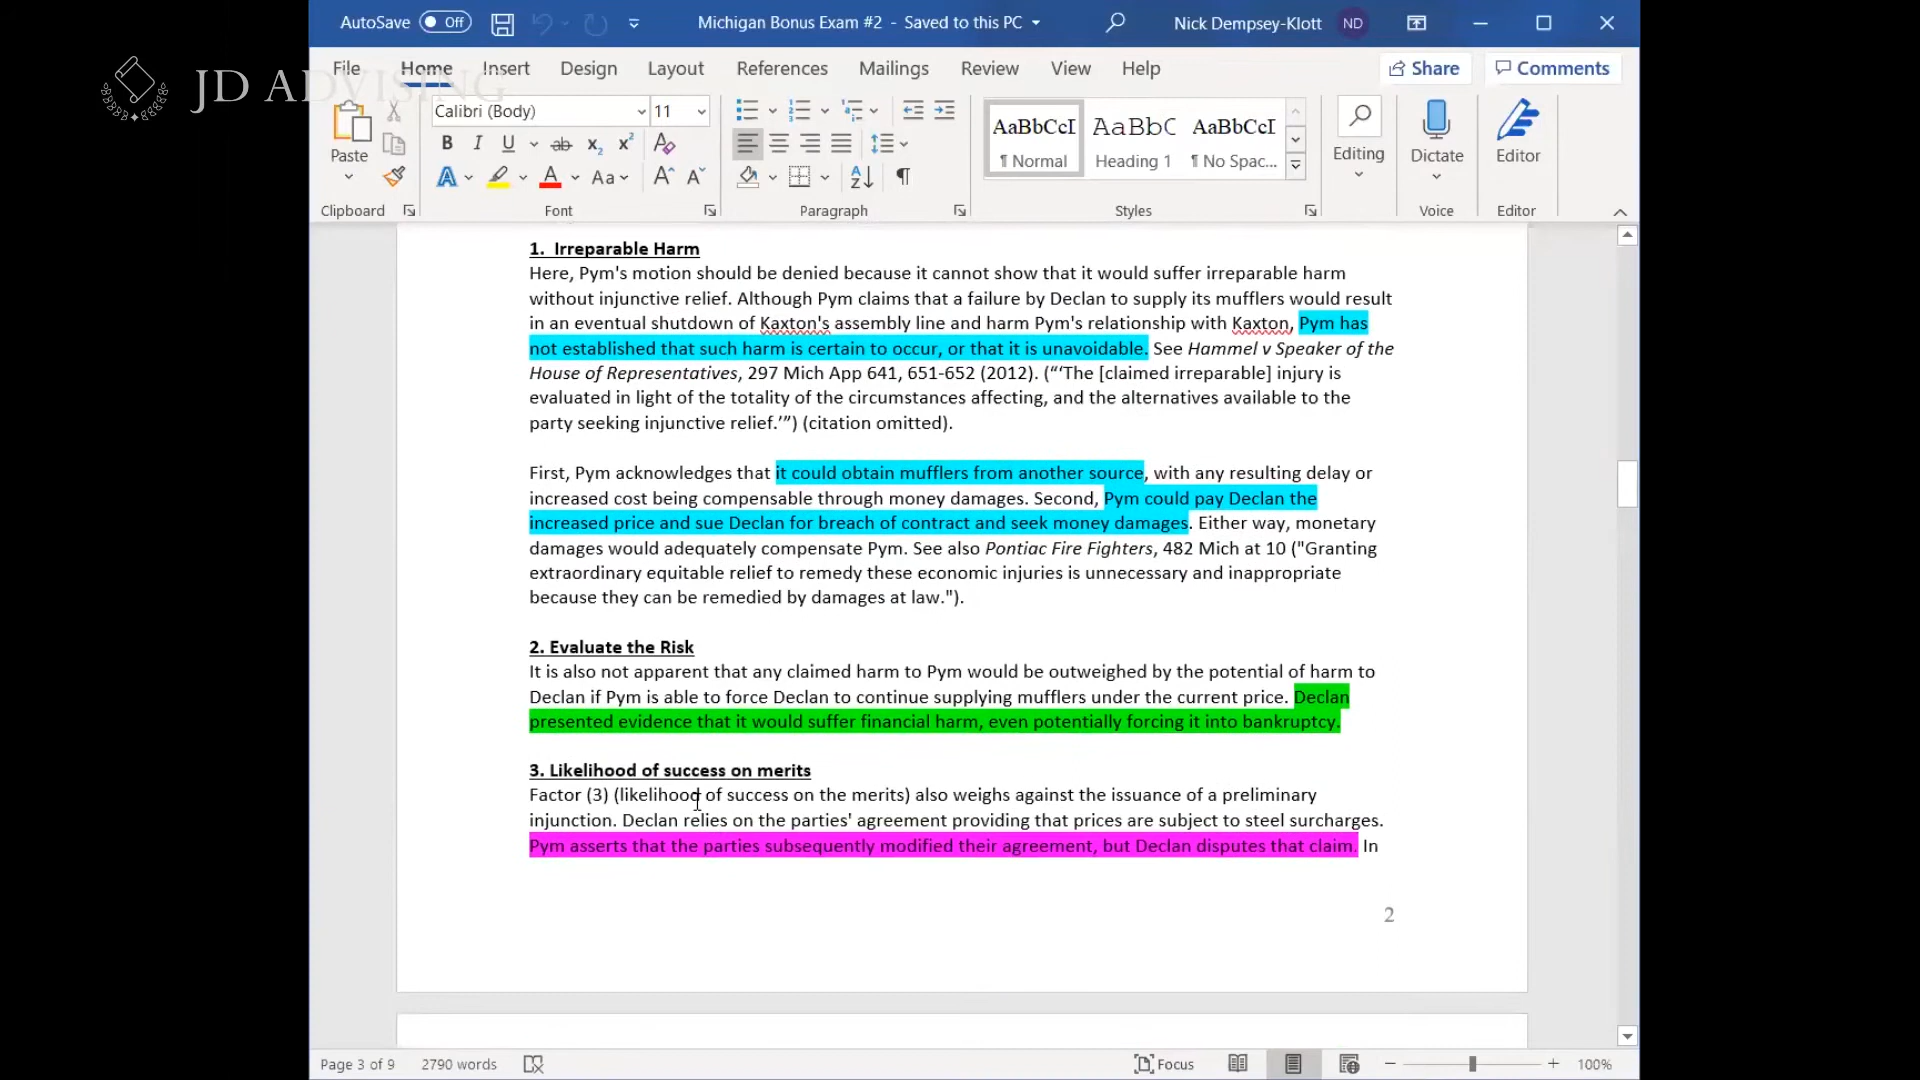 AutoSave Off Michigan Bonus Exam #2 - Saved to this PC Nick Dempsey-Klott ND
JD ADVISING
File Home Insert Design Layout References Mailings Review View Help Share Comments
Paste
Calibri (Body) 11
B I U ab x₂ x²
A A Aa A A
AaBbCcI AaBbC AaBbCcI
¶ Normal Heading 1 ¶ No Spac...
Editing Dictate Editor
Clipboard Font Paragraph Styles Voice Editor
1. Irreparable Harm
Here, Pym's motion should be denied because it cannot show that it would suffer irreparable harm
without injunctive relief. Although Pym claims that a failure by Declan to supply its mufflers would result
in an eventual shutdown of Kaxton's assembly line and harm Pym's relationship with Kaxton, Pym has
not established that such harm is certain to occur, or that it is unavoidable. See Hammel v Speaker of the
House of Representatives, 297 Mich App 641, 651-652 (2012). (“‘The [claimed irreparable] injury is
evaluated in light of the totality of the circumstances affecting, and the alternatives available to the
party seeking injunctive relief.’”) (citation omitted).
First, Pym acknowledges that it could obtain mufflers from another source, with any resulting delay or
increased cost being compensable through money damages. Second, Pym could pay Declan the
increased price and sue Declan for breach of contract and seek money damages. Either way, monetary
damages would adequately compensate Pym. See also Pontiac Fire Fighters, 482 Mich at 10 ("Granting
extraordinary equitable relief to remedy these economic injuries is unnecessary and inappropriate
because they can be remedied by damages at law.").
2. Evaluate the Risk
It is also not apparent that any claimed harm to Pym would be outweighed by the potential of harm to
Declan if Pym is able to force Declan to continue supplying mufflers under the current price. Declan
presented evidence that it would suffer financial harm, even potentially forcing it into bankruptcy.
3. Likelihood of success on merits
Factor (3) (likelihood of success on the merits) also weighs against the issuance of a preliminary
injunction. Declan relies on the parties' agreement providing that prices are subject to steel surcharges.
Pym asserts that the parties subsequently modified their agreement, but Declan disputes that claim. In
2
Page 3 of 9 2790 words Focus 100%